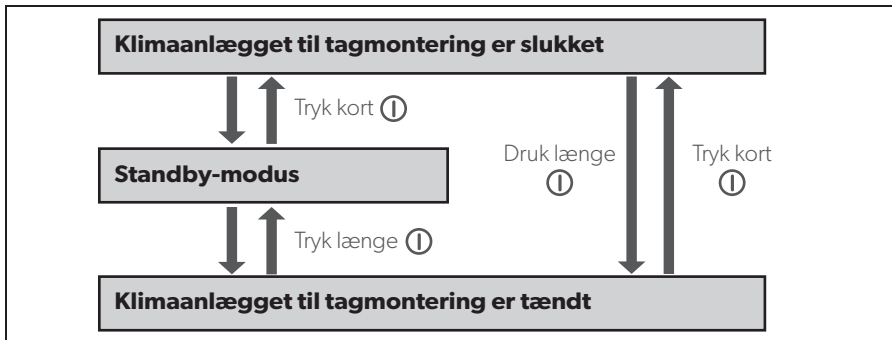 Klimaanlægget til tagmontering er slukket
Tryk kort
Druk længe
Tryk kort
Standby-modus
Tryk længe
Klimaanlægget til tagmontering er tændt